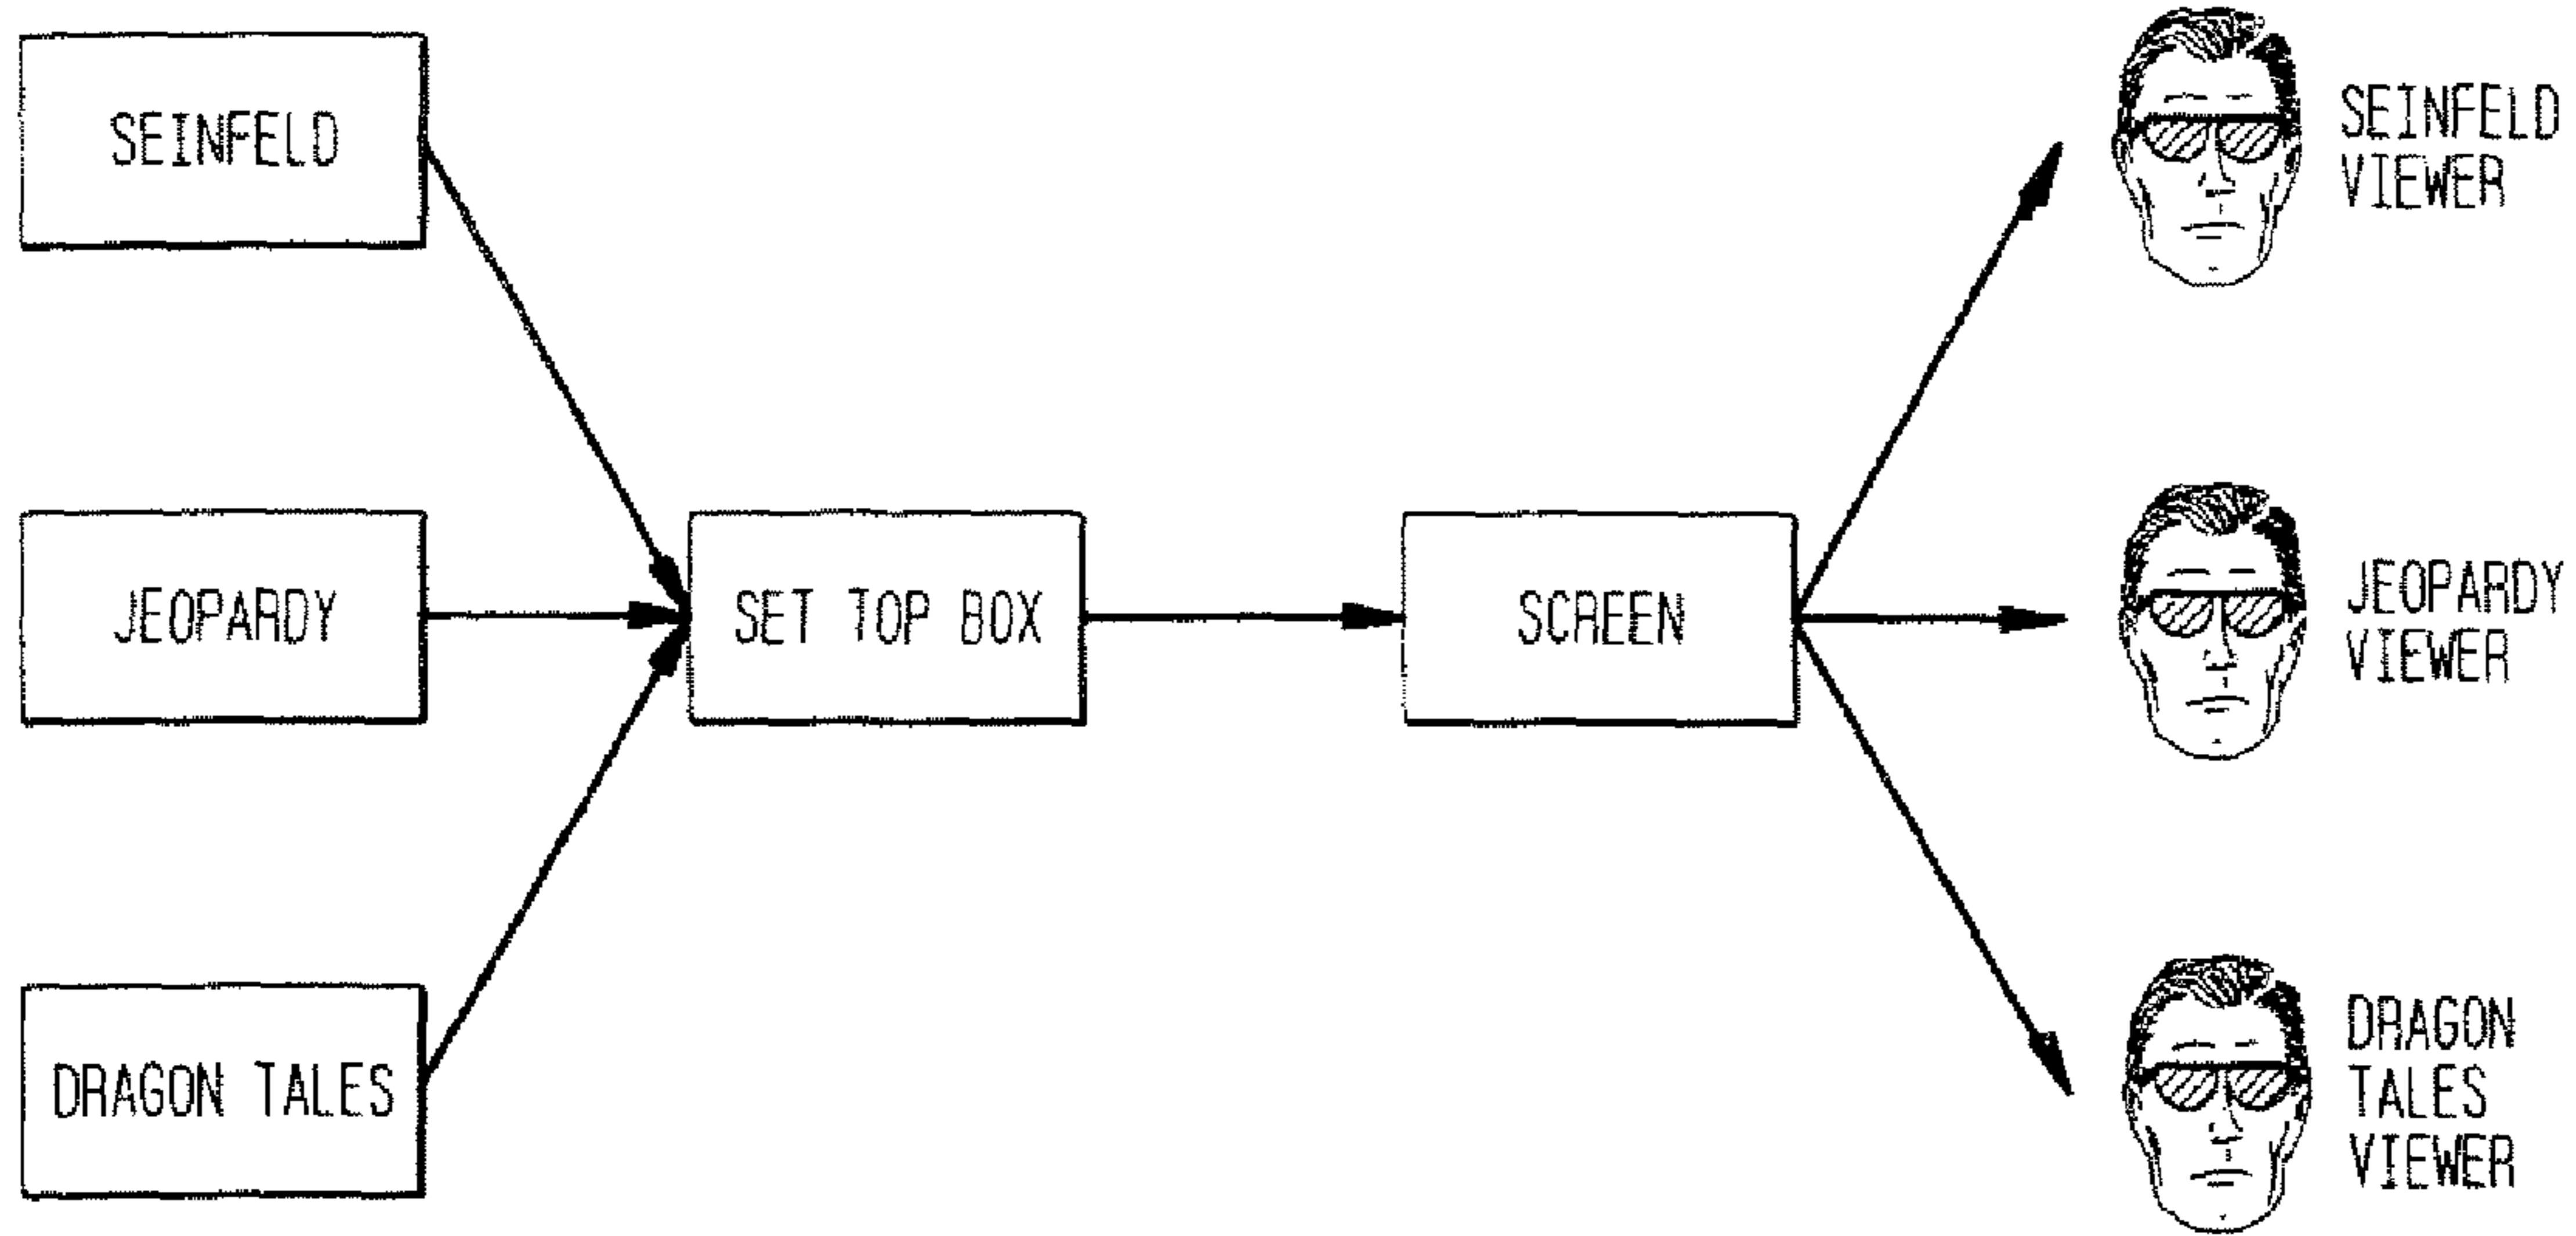 SEINFELD
SEINFELD
VIEWER
JEOPARDY
SET TOP BOX
SCREEN
JEOPARDY
VIEWER
DRAGON TALES
DRAGON
TALES
VIEWER